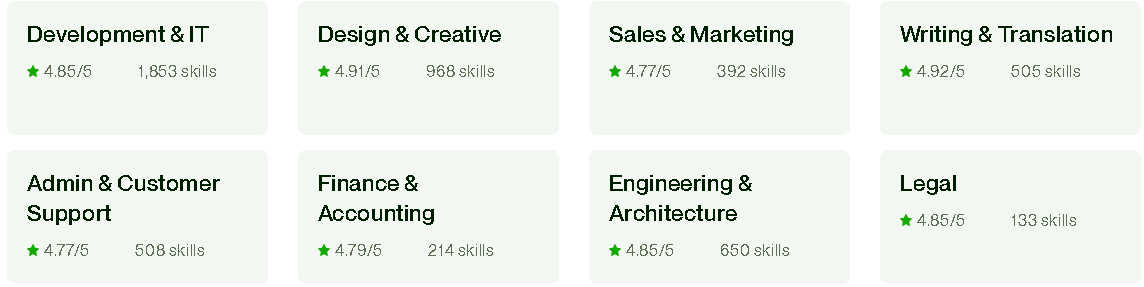 Development & IT
4.85/5 1,853 skills
Design & Creative
4.91/5 968 skills
Sales & Marketing
4.77/5 392 skills
Writing & Translation
4.92/5 505 skills
Admin & Customer
Support
4.77/5 508 skills
Finance &
Accounting
4.79/5 214 skills
Engineering &
Architecture
4.85/5 650 skills
Legal
4.85/5 133 skills